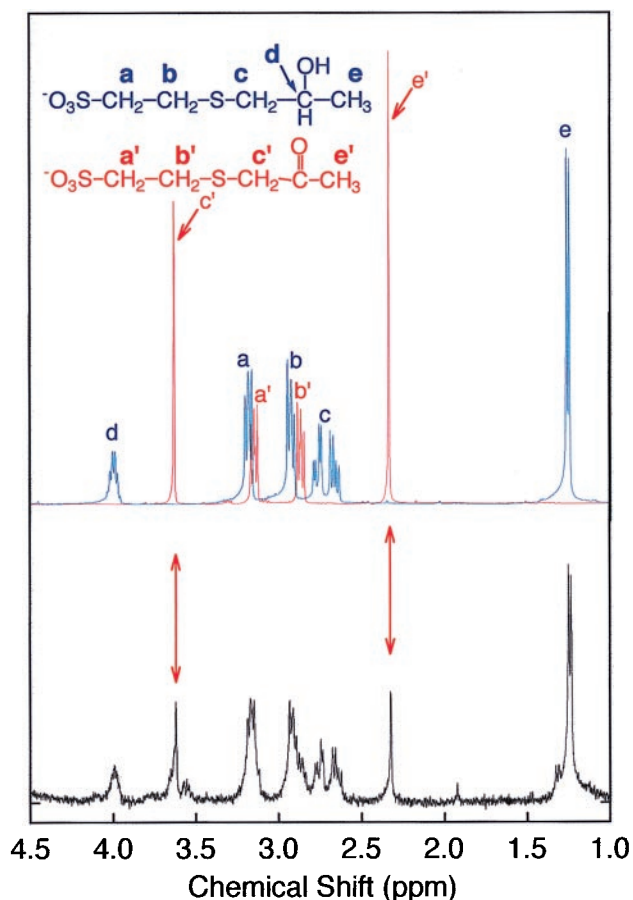 a b c d OH e
⁻O₃S–CH₂–CH₂–S–CH₂–C–CH₃
H
O
a' b' c' e'
⁻O₃S–CH₂–CH₂–S–CH₂–C–CH₃
c'
e'
e
a
a'
b
b'
c
d
4.5 4.0 3.5 3.0 2.5 2.0 1.5 1.0
Chemical Shift (ppm)